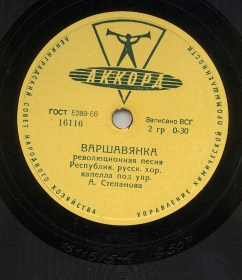 ЛЕНИНГРАДСКИЙ СОВЕТ НАРОДНОГО ХОЗЯЙСТВА
УПРАВЛЕНИЕ ХИМИЧЕСКОЙ ПРОМЫШЛЕННОСТИ
АККОРД
ГОСТ 5289-50
16116
Записано ВСГ
2 гр 0-30
ВАРШАВЯНКА
революционная песня
Республик. русск. хор.
капелла под упр.
А. Степанова